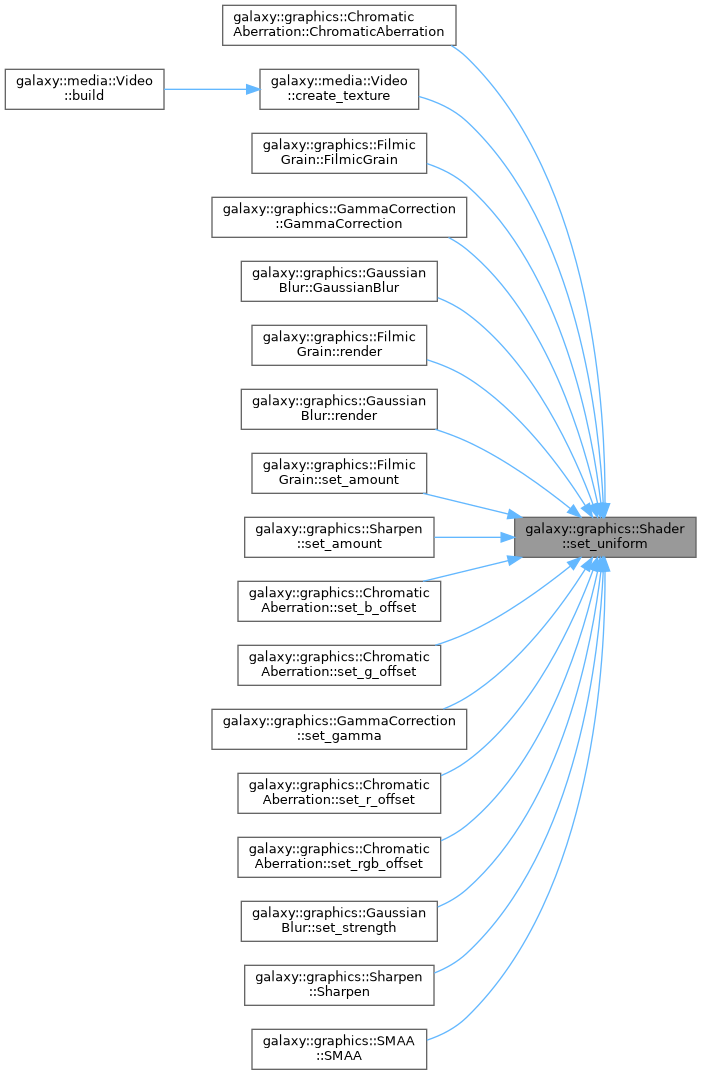 galaxy::graphics::Chromatic
Aberration::ChromaticAberration
galaxy::media::Video
::build
galaxy::media::Video
::create_texture
galaxy::graphics::Filmic
Grain::FilmicGrain
galaxy::graphics::GammaCorrection
::GammaCorrection
galaxy::graphics::Gaussian
Blur::GaussianBlur
galaxy::graphics::Filmic
Grain::render
galaxy::graphics::Gaussian
Blur::render
galaxy::graphics::Filmic
Grain::set_amount
galaxy::graphics::Sharpen
::set_amount
galaxy::graphics::Shader
::set_uniform
galaxy::graphics::Chromatic
Aberration::set_b_offset
galaxy::graphics::Chromatic
Aberration::set_g_offset
galaxy::graphics::GammaCorrection
::set_gamma
galaxy::graphics::Chromatic
Aberration::set_r_offset
galaxy::graphics::Chromatic
Aberration::set_rgb_offset
galaxy::graphics::Gaussian
Blur::set_strength
galaxy::graphics::Sharpen
::Sharpen
galaxy::graphics::SMAA
::SMAA